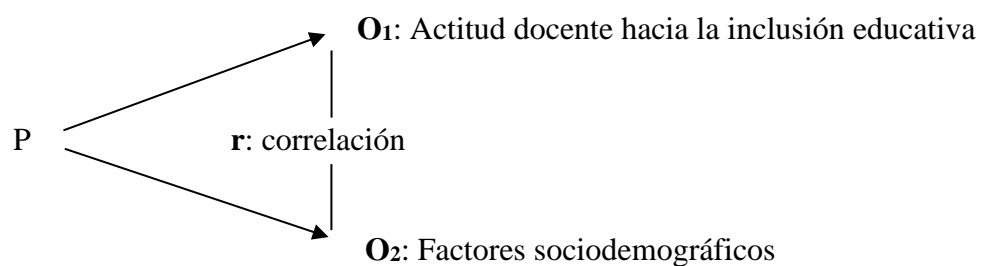 O₁: Actitud docente hacia la inclusión educativa
P
r: correlación
O₂: Factores sociodemográficos